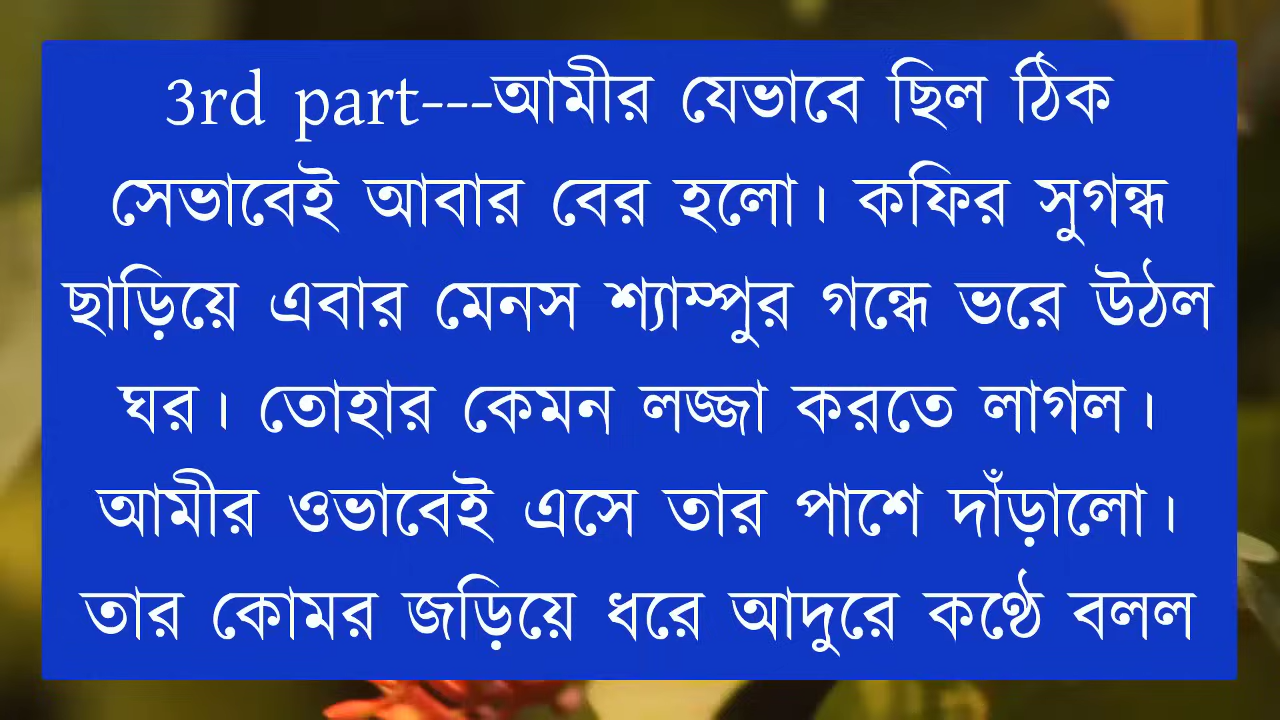 3rd part---আমীর যেভাবে ছিল ঠিক
সেভাবেই আবার বের হলো। কফির সুগন্ধ
ছাড়িয়ে এবার মেনস শ্যাম্পুর গন্ধে ভরে উঠল
ঘর। তোহার কেমন লজ্জা করতে লাগল।
আমীর ওভাবেই এসে তার পাশে দাঁড়ালো।
তার কোমর জড়িয়ে ধরে আদুরে কণ্ঠে বলল